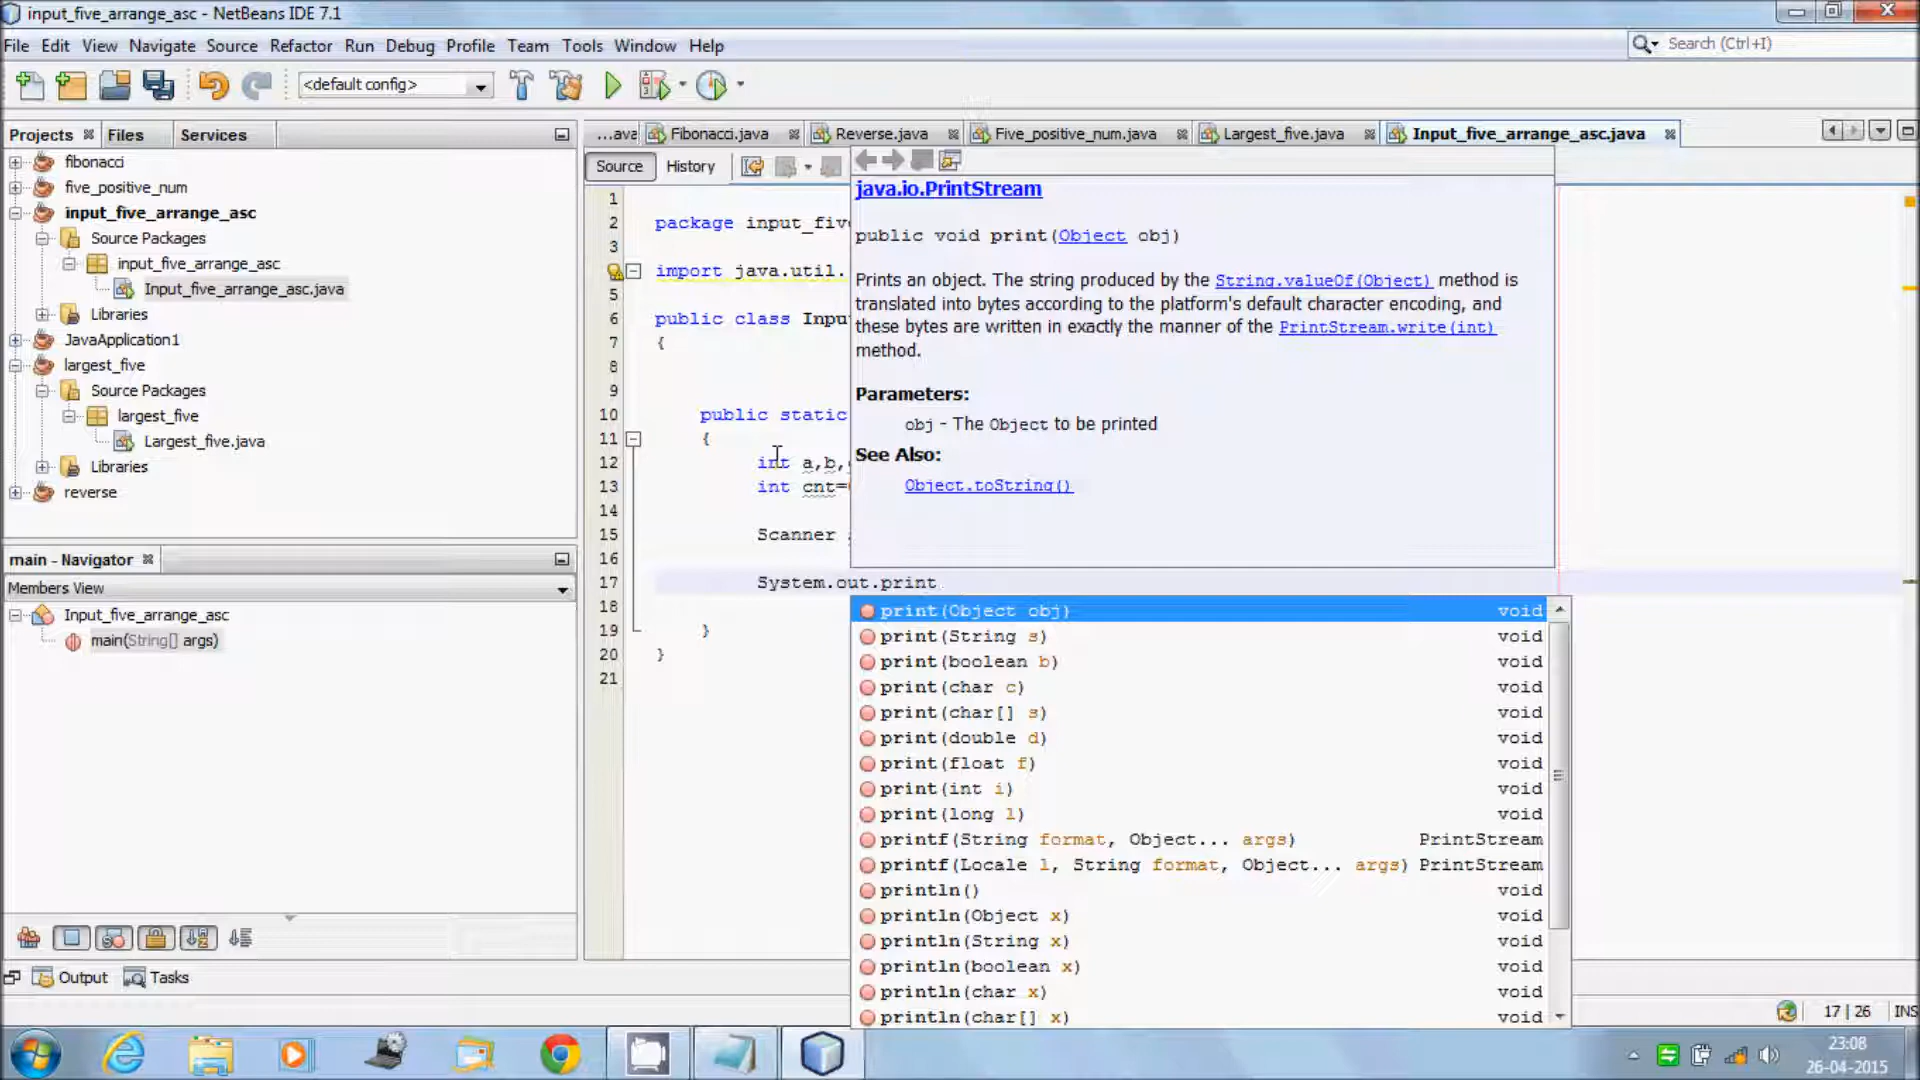 input_five_arrange_asc - NetBeans IDE 7.1
File Edit View Navigate Source Refactor Run Debug Profile Team Tools Window Help
Search (Ctrl+I)
<default config>
Projects Files Services
...ava Fibonacci.java Reverse.java Five_positive_num.java Largest_five.java Input_five_arrange_asc.java
Source History
fibonacci
five_positive_num
input_five_arrange_asc
Source Packages
input_five_arrange_asc
Input_five_arrange_asc.java
Libraries
JavaApplication1
largest_five
Source Packages
largest_five
Largest_five.java
Libraries
reverse
main - Navigator
Members View
Input_five_arrange_asc
main(String[] args)
1
2 package input_five
3
import java.util.
5
6 public class Inpu
7 {
8
9
10 public static
11 {
12 int a,b,
13 int cnt=
14
15 Scanner
16
17 System.out.print
18
19 }
20 }
21
java.io.PrintStream
public void print(Object obj)
Prints an object. The string produced by the String.valueOf(Object) method is
translated into bytes according to the platform's default character encoding, and
these bytes are written in exactly the manner of the PrintStream.write(int)
method.
Parameters:
obj - The Object to be printed
See Also:
Object.toString()
print(Object obj) void
print(String s) void
print(boolean b) void
print(char c) void
print(char[] s) void
print(double d) void
print(float f) void
print(int i) void
print(long l) void
printf(String format, Object... args) PrintStream
printf(Locale l, String format, Object... args) PrintStream
println() void
println(Object x) void
println(String x) void
println(boolean x) void
println(char x) void
println(char[] x) void
Output Tasks
17 | 26 INS
23:08
26-04-2015